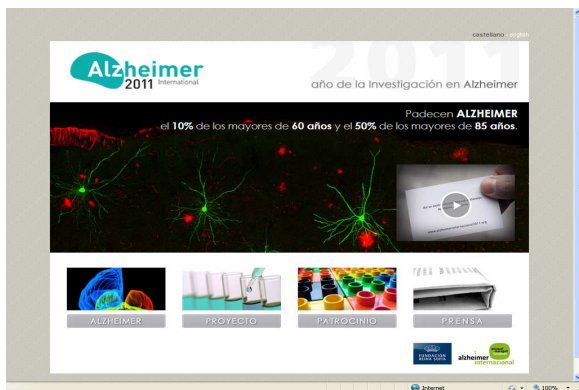 castellano · english
Alzheimer
2011 International
2011
año de la Investigación en Alzheimer
Padecen ALZHEIMER
el 10% de los mayores de 60 años y el 50% de los mayores de 85 años.
ALZHEIMER
PROYECTO
PATROCINIO
PRENSA
FUNDACIÓN
REINA SOFÍA
alzheimer
internacional
Internet
100%